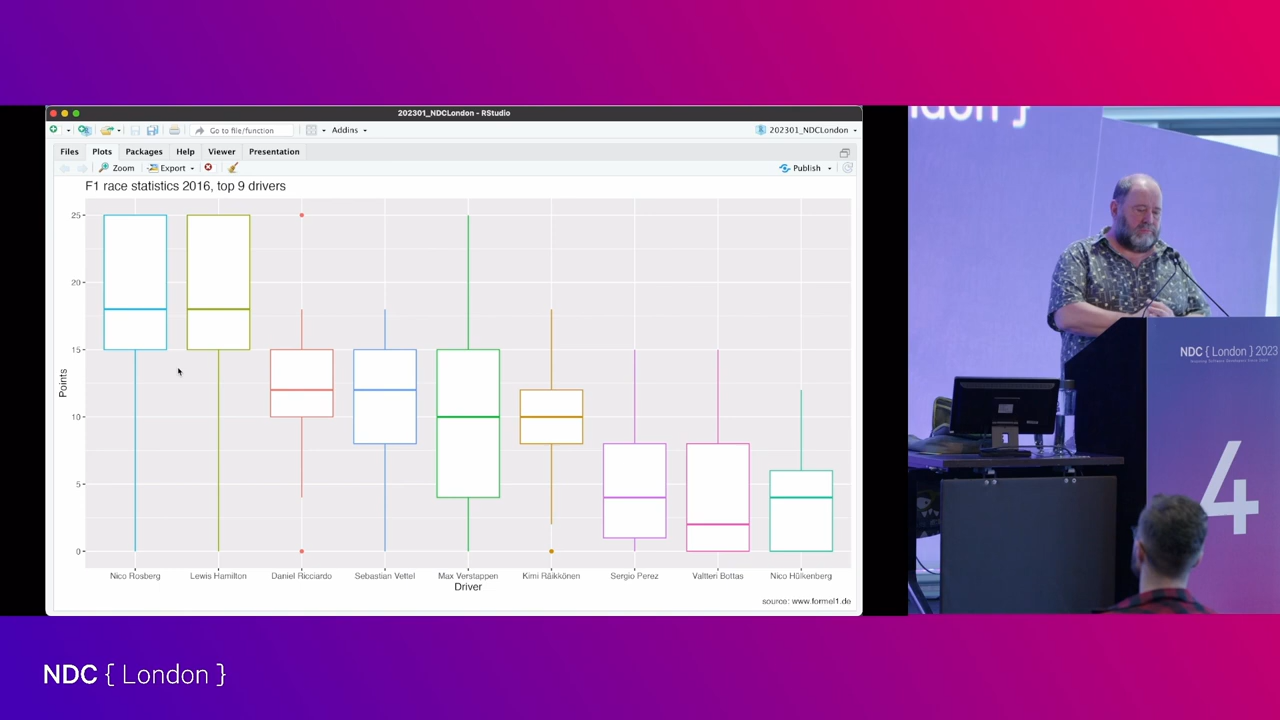 202301_NDCLondon - RStudio
Go to file/function
Addins
202301_NDCLondon
Files Plots Packages Help Viewer Presentation
Zoom Export Publish
F1 race statistics 2016, top 9 drivers
25
20
15
10
5
0
Points
Nico Rosberg Lewis Hamilton Daniel Ricciardo Sebastian Vettel Max Verstappen Kimi Räikkönen Sergio Perez Valtteri Bottas Nico Hülkenberg
Driver
source: www.formel1.de
London }
NDC { London } 2023
4
NDC { London }